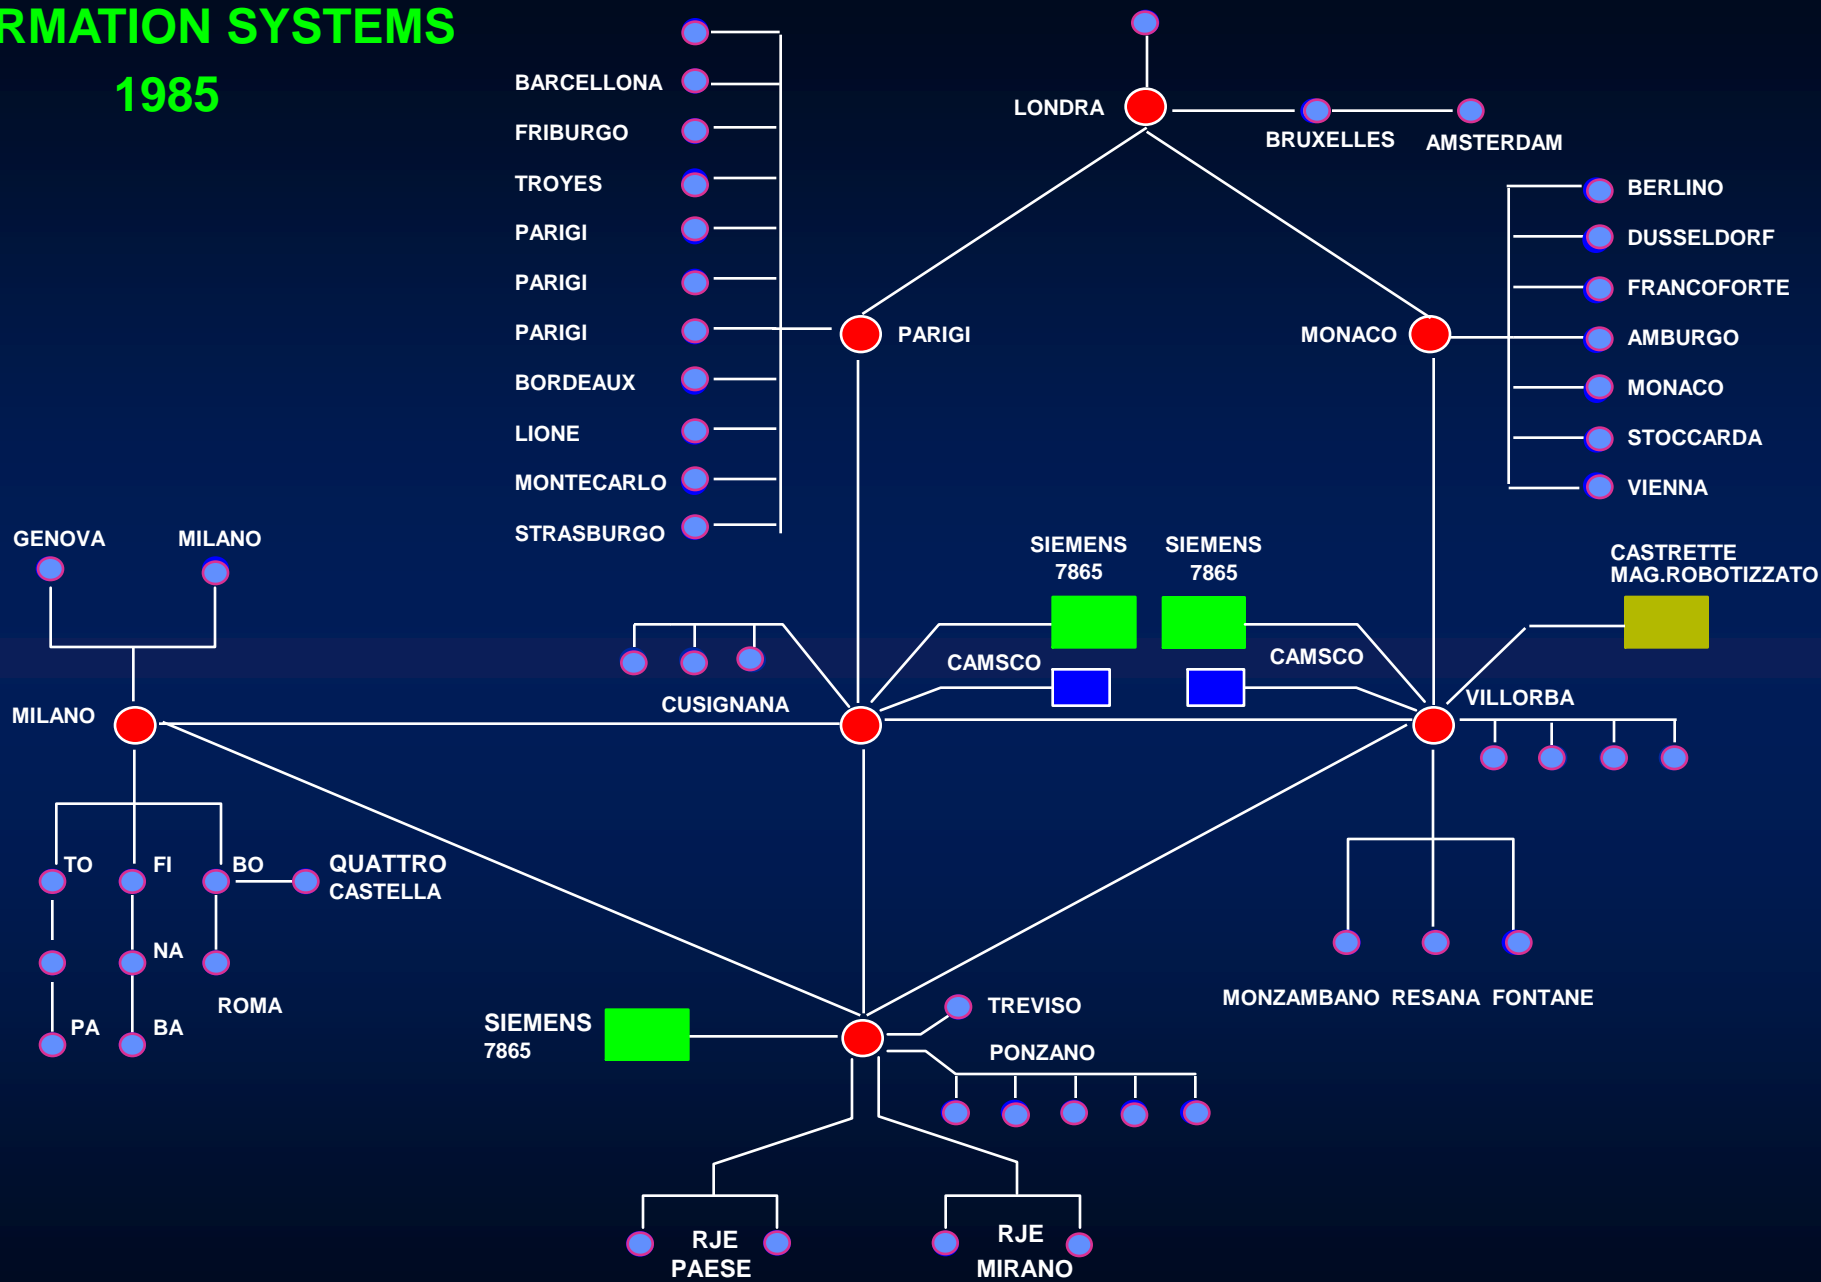 RMATION SYSTEMS
1985
BARCELLONA
FRIBURGO
TROYES
PARIGI
PARIGI
PARIGI
BORDEAUX
LIONE
MONTECARLO
STRASBURGO
LONDRA
BRUXELLES
AMSTERDAM
PARIGI
MONACO
BERLINO
DUSSELDORF
FRANCOFORTE
AMBURGO
MONACO
STOCCARDA
VIENNA
GENOVA
MILANO
MILANO
SIEMENS
7865
SIEMENS
7865
CASTRETTE
MAG.ROBOTIZZATO
CAMSCO
CAMSCO
CUSIGNANA
VILLORBA
TO
FI
BO
QUATTRO
CASTELLA
NA
ROMA
PA
BA
MONZAMBANO
RESANA
FONTANE
SIEMENS
7865
TREVISO
PONZANO
RJE
PAESE
RJE
MIRANO